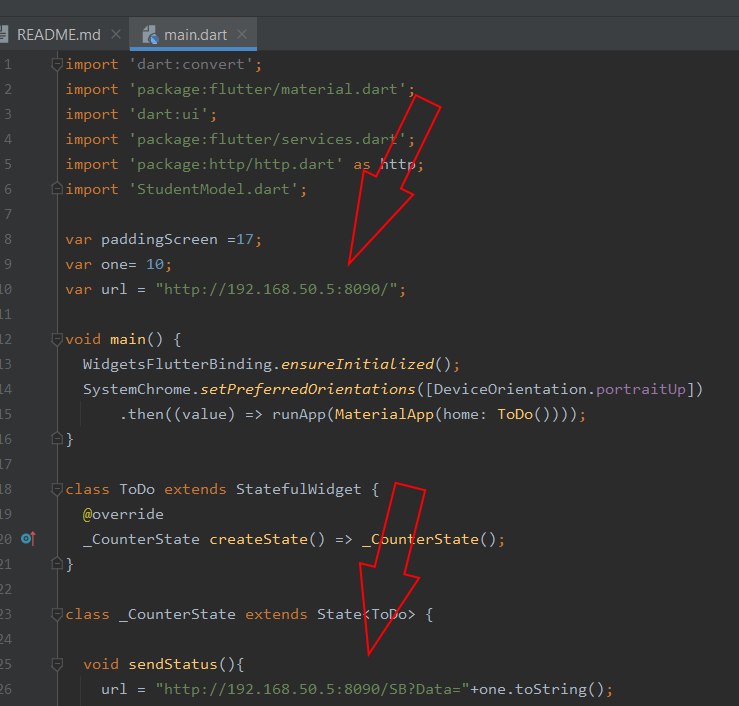 README.md main.dart
1 import 'dart:convert';
2 import 'package:flutter/material.dart';
3 import 'dart:ui';
4 import 'package:flutter/services.dart';
5 import 'package:http/http.dart' as http;
6 import 'StudentModel.dart';
7
8 var paddingScreen =17;
9 var one= 10;
10 var url = "http://192.168.50.5:8090/";
11
12 void main() {
13 WidgetsFlutterBinding.ensureInitialized();
14 SystemChrome.setPreferredOrientations([DeviceOrientation.portraitUp])
15 .then((value) => runApp(MaterialApp(home: ToDo())));
16 }
17
18 class ToDo extends StatefulWidget {
19 @override
20 _CounterState createState() => _CounterState();
21 }
22
23 class _CounterState extends State<ToDo> {
24
25 void sendStatus(){
26 url = "http://192.168.50.5:8090/SB?Data="+one.toString();